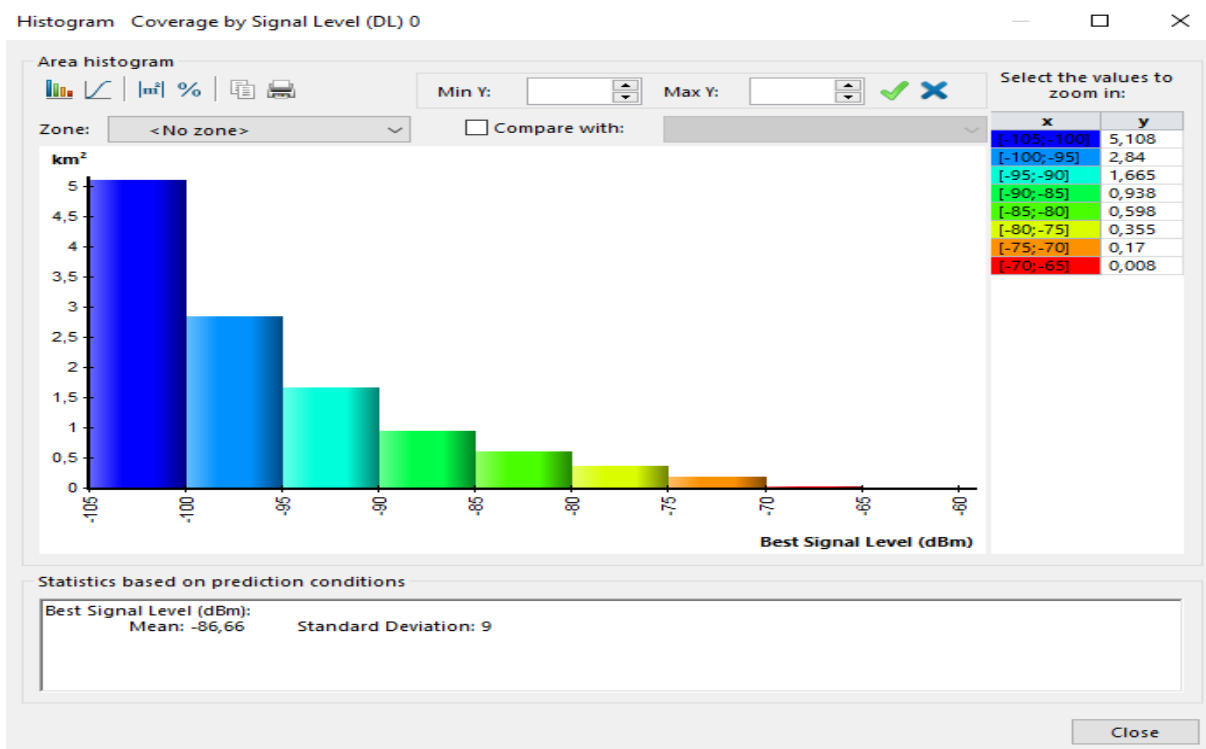 Histogram Coverage by Signal Level (DL) 0
Area histogram
|m²| %
Min Y:
Max Y:
Select the values to
zoom in:
Zone:
<No zone>
Compare with:
x y
[-105;-100] 5,108
[-100;-95] 2,84
[-95;-90] 1,665
[-90;-85] 0,938
[-85;-80] 0,598
[-80;-75] 0,355
[-75;-70] 0,17
[-70;-65] 0,008
km²
5
4,5
4
3,5
3
2,5
2
1,5
1
0,5
0
-105 -100 -95 -90 -85 -80 -75 -70 -65 -60
Best Signal Level (dBm)
Statistics based on prediction conditions
Best Signal Level (dBm):
Mean: -86,66 Standard Deviation: 9
Close